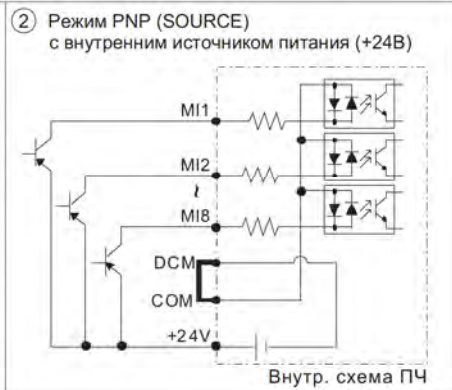 2 Режим PNP (SOURCE)
с внутренним источником питания (+24В)
MI1
MI2
~
MI8
DCM
COM
+24V
Внутр. схема ПЧ